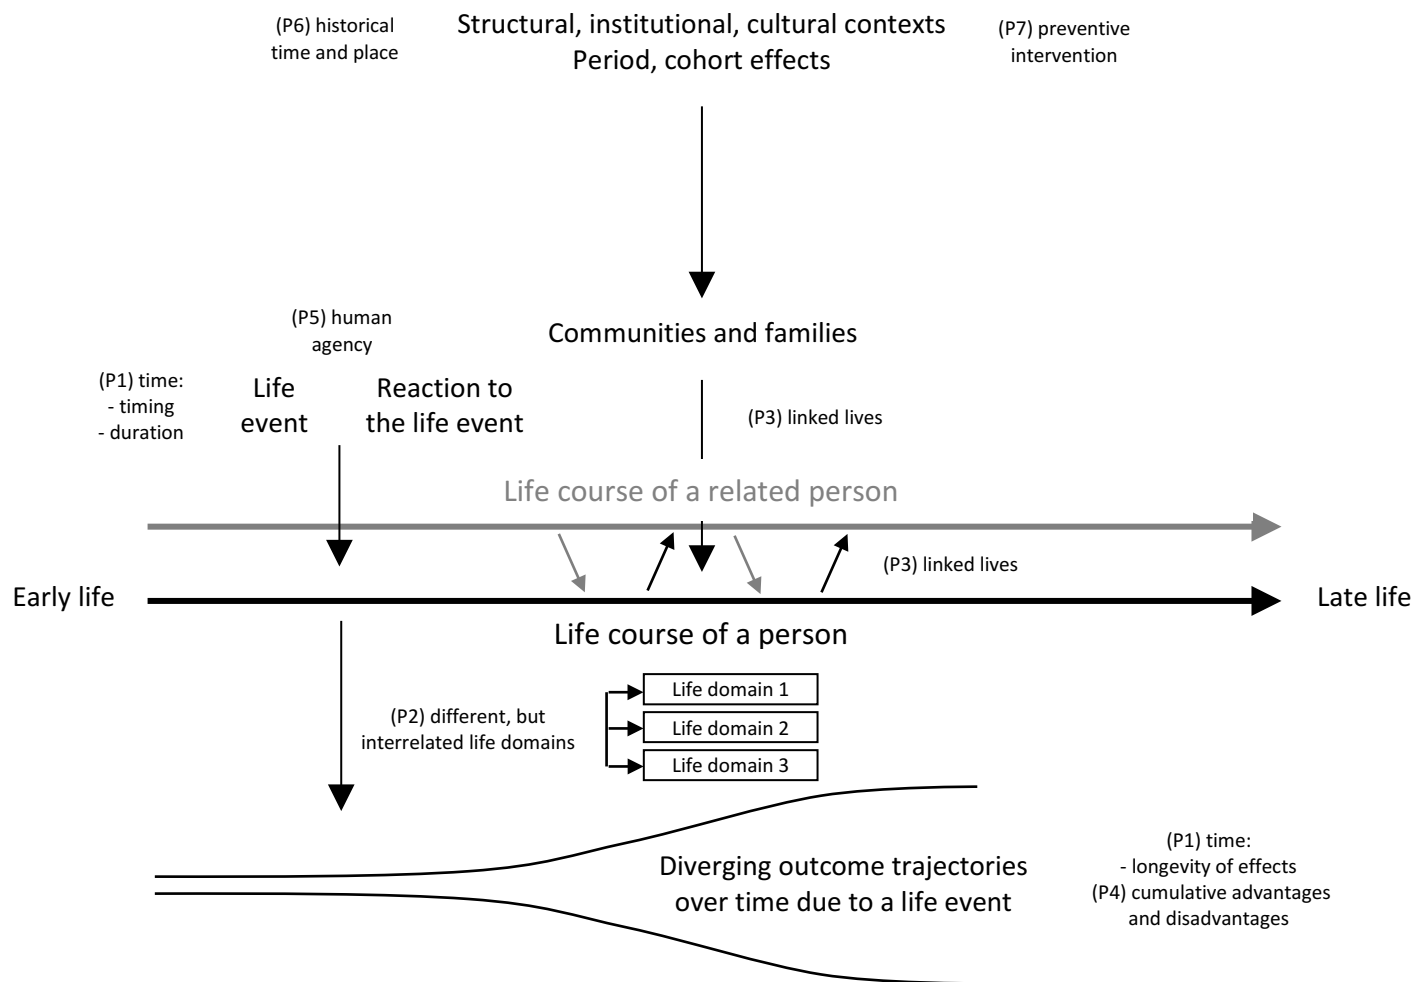 (P6) historical
time and place
Structural, institutional, cultural contexts
Period, cohort effects
(P7) preventive
intervention
(P5) human
agency
Communities and families
(P1) time:
- timing
- duration
Life
event
Reaction to
the life event
(P3) linked lives
Life course of a related person
(P3) linked lives
Early life
Late life
Life course of a person
(P2) different, but
interrelated life domains
Life domain 1
Life domain 2
Life domain 3
Diverging outcome trajectories
over time due to a life event
(P1) time:
- longevity of effects
(P4) cumulative advantages
and disadvantages